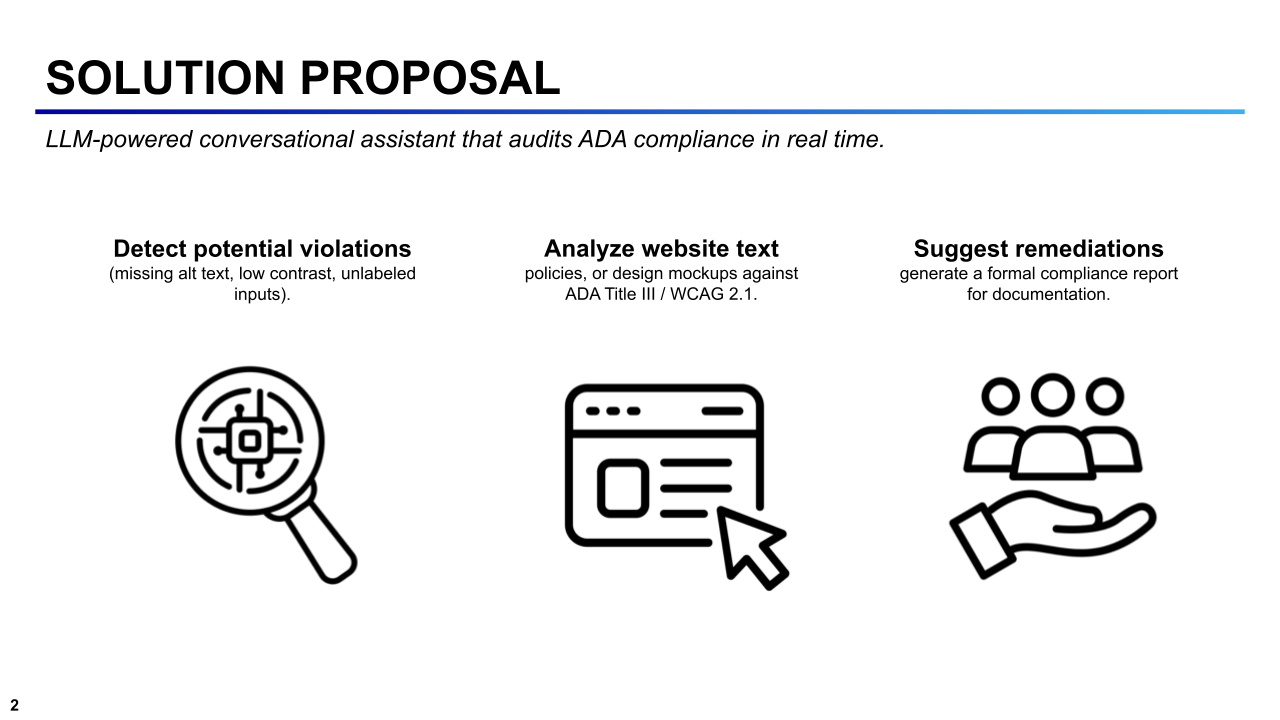 SOLUTION PROPOSAL
LLM-powered conversational assistant that audits ADA compliance in real time.
Detect potential violations
(missing alt text, low contrast, unlabeled
inputs).
Analyze website text
policies, or design mockups against
ADA Title III / WCAG 2.1.
Suggest remediations
generate a formal compliance report
for documentation.
2